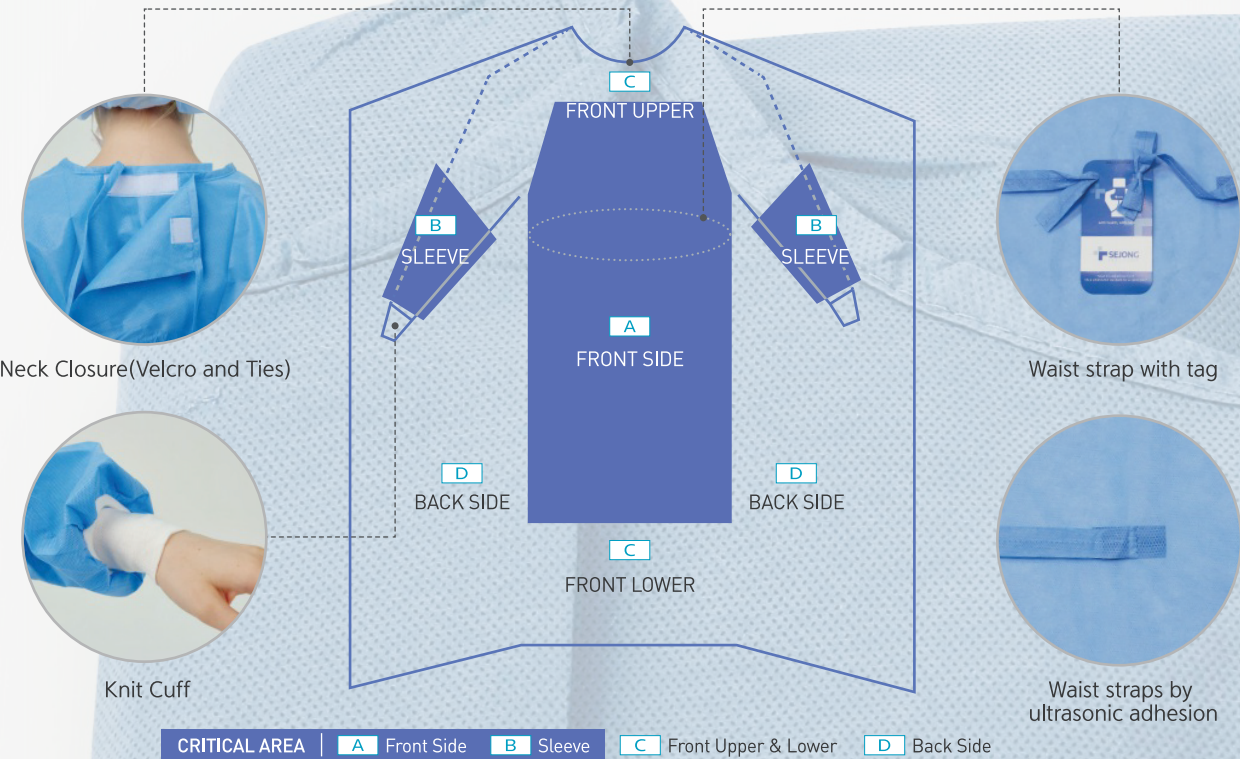 C
FRONT UPPER
B
SLEEVE
B
SLEEVE
SEJONG
A
FRONT SIDE
Neck Closure(Velcro and Ties)
Waist strap with tag
D
BACK SIDE
D
BACK SIDE
C
FRONT LOWER
Knit Cuff
Waist straps by
ultrasonic adhesion
CRITICAL AREA A Front Side B Sleeve C Front Upper & Lower D Back Side